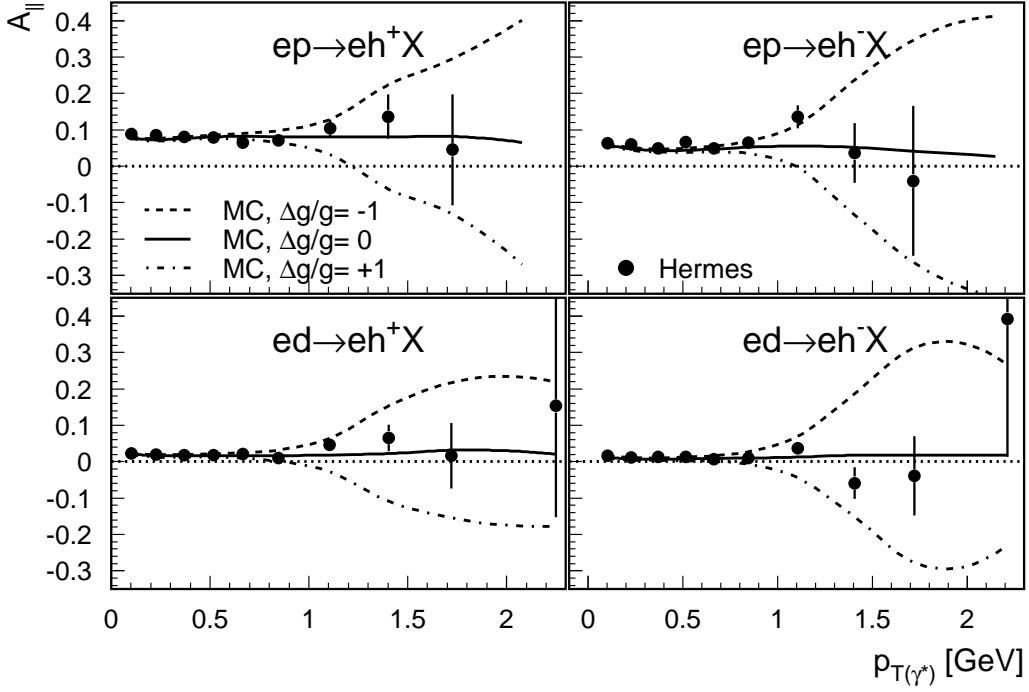 A||
0.4
0.3
0.2
0.1
0
-0.1
-0.2
-0.3
ep→eh⁺X
MC, Δg/g= -1
MC, Δg/g= 0
MC, Δg/g= +1
ep→eh⁻X
Hermes
0.4
0.3
0.2
0.1
0
-0.1
-0.2
-0.3
ed→eh⁺X
ed→eh⁻X
0 0.5 1 1.5 2
0 0.5 1 1.5 2
p_T(γ*) [GeV]